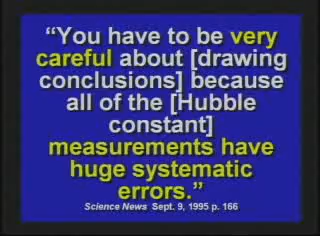 “You have to be very
careful about [drawing
conclusions] because
all of the [Hubble
constant]
measurements have
huge systematic
errors.”
Science News Sept. 9, 1995 p. 166